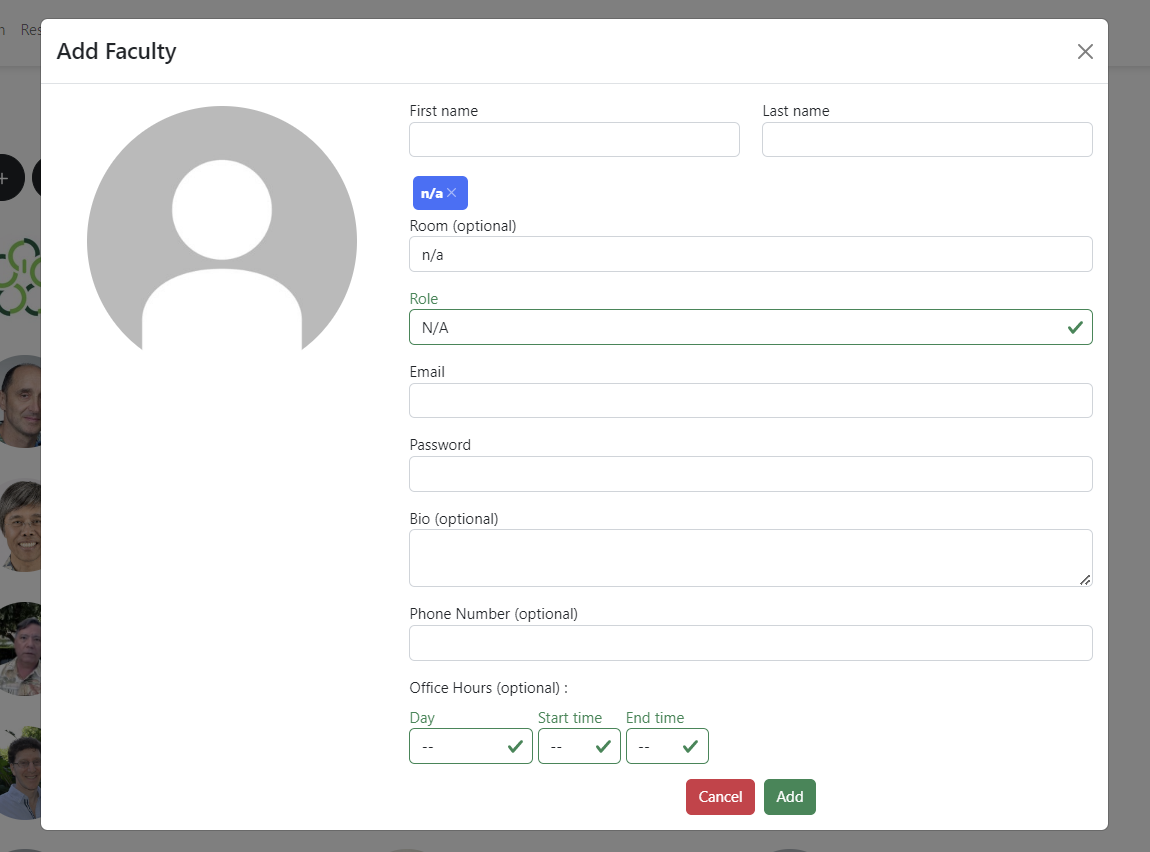 Res
Add Faculty
First name
Last name
n/a
Room (optional)
n/a
Role
N/A
Email
Password
Bio (optional)
Phone Number (optional)
Office Hours (optional) :
Day
Start time
End time
--
--
--
Cancel
Add